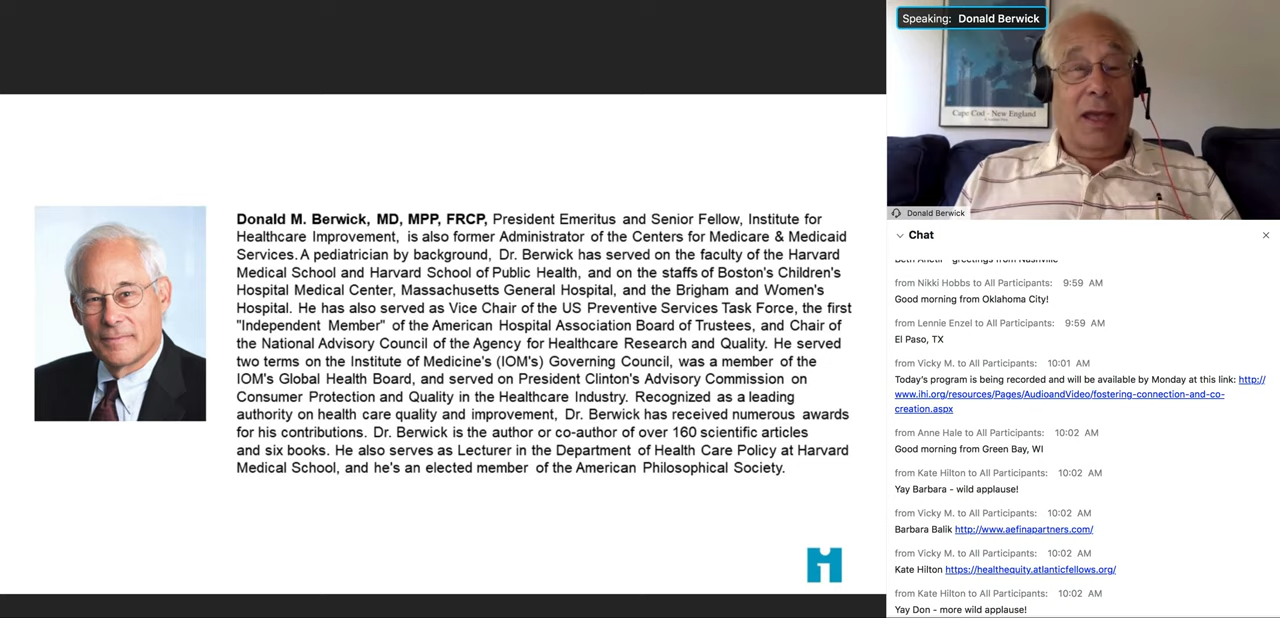 Donald M. Berwick, MD, MPP, FRCP, President Emeritus and Senior Fellow, Institute for
Healthcare Improvement, is also former Administrator of the Centers for Medicare & Medicaid
Services. A pediatrician by background, Dr. Berwick has served on the faculty of the Harvard
Medical School and Harvard School of Public Health, and on the staffs of Boston's Children's
Hospital Medical Center, Massachusetts General Hospital, and the Brigham and Women's
Hospital. He has also served as Vice Chair of the US Preventive Services Task Force, the first
"Independent Member" of the American Hospital Association Board of Trustees, and Chair of
the National Advisory Council of the Agency for Healthcare Research and Quality. He served
two terms on the Institute of Medicine's (IOM's) Governing Council, was a member of the
IOM's Global Health Board, and served on President Clinton's Advisory Commission on
Consumer Protection and Quality in the Healthcare Industry. Recognized as a leading
authority on health care quality and improvement, Dr. Berwick has received numerous awards
for his contributions. Dr. Berwick is the author or co-author of over 160 scientific articles
and six books. He also serves as Lecturer in the Department of Health Care Policy at Harvard
Medical School, and he's an elected member of the American Philosophical Society.
Speaking: Donald Berwick
Cape Cod - New England
Donald Berwick
Chat
greetings from Nashville
from Nikki Hobbs to All Participants: 9:59 AM
Good morning from Oklahoma City!
from Lennie Enzel to All Participants: 9:59 AM
El Paso, TX
from Vicky M. to All Participants: 10:01 AM
Today's program is being recorded and will be available by Monday at this link: http://
www.ihi.org/resources/Pages/AudioandVideo/fostering-connection-and-co-
creation.aspx
from Anne Hale to All Participants: 10:02 AM
Good morning from Green Bay, WI
from Kate Hilton to All Participants: 10:02 AM
Yay Barbara - wild applause!
from Vicky M. to All Participants: 10:02 AM
Barbara Balik http://www.aefinapartners.com/
from Vicky M. to All Participants: 10:02 AM
Kate Hilton https://healthequity.atlanticfellows.org/
from Kate Hilton to All Participants: 10:02 AM
Yay Don - more wild applause!